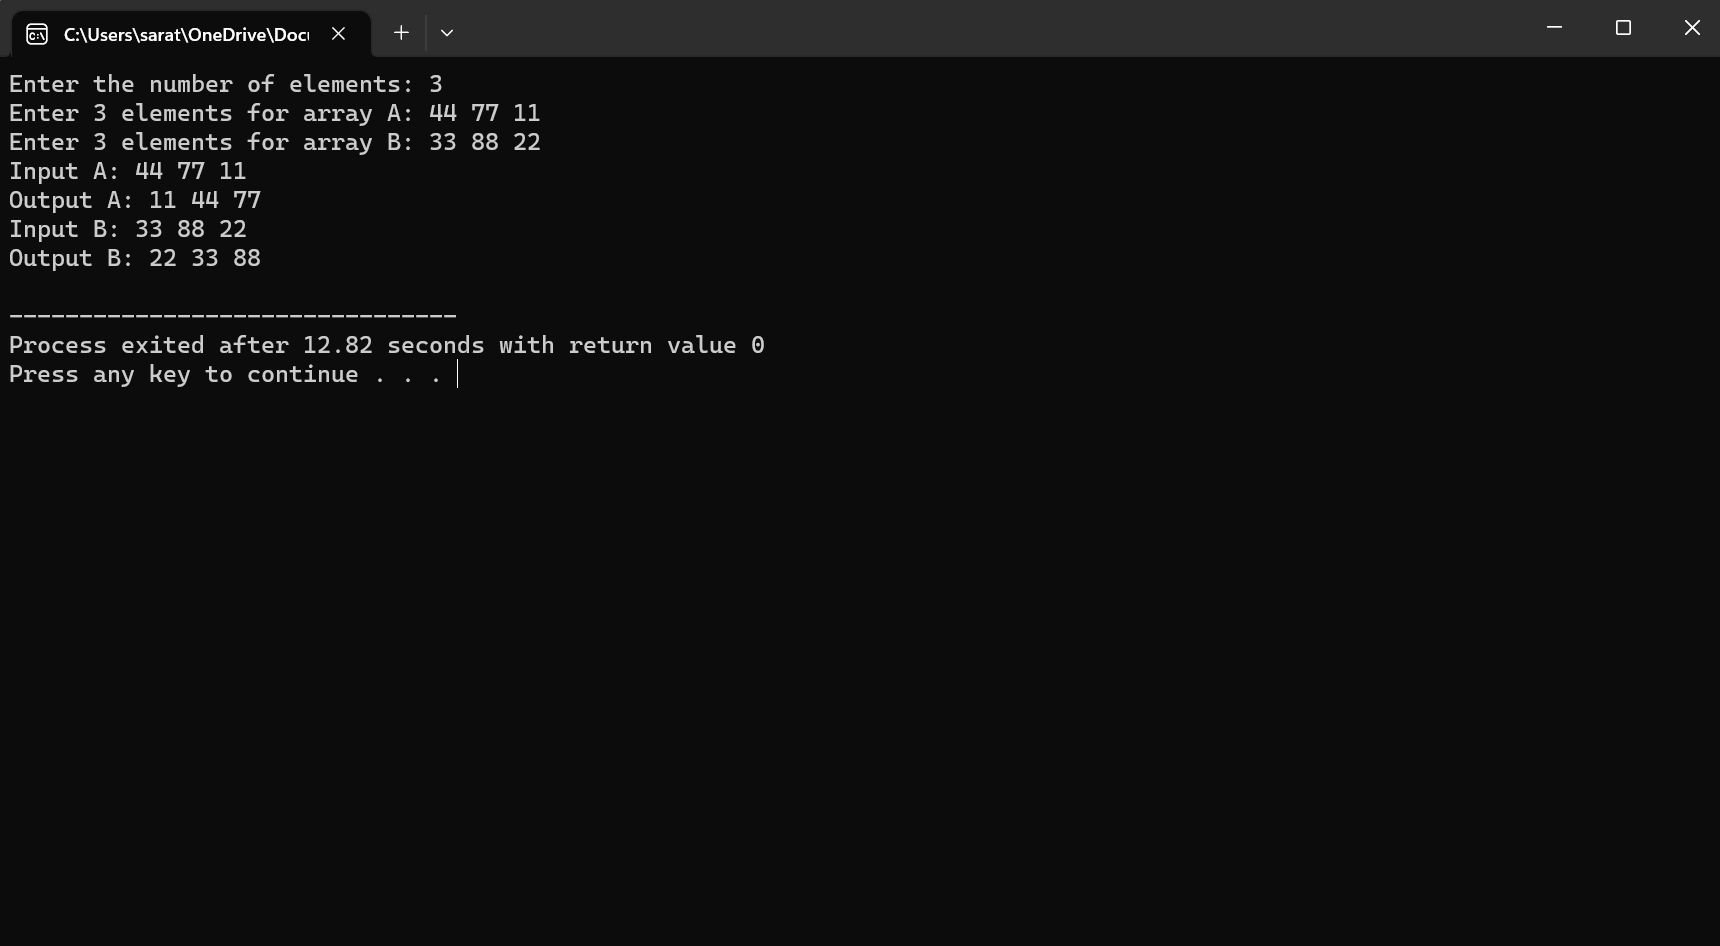 C:\Users\sarat\OneDrive\Docu
Enter the number of elements: 3
Enter 3 elements for array A: 44 77 11
Enter 3 elements for array B: 33 88 22
Input A: 44 77 11
Output A: 11 44 77
Input B: 33 88 22
Output B: 22 33 88
--------------------------------
Process exited after 12.82 seconds with return value 0
Press any key to continue . . .